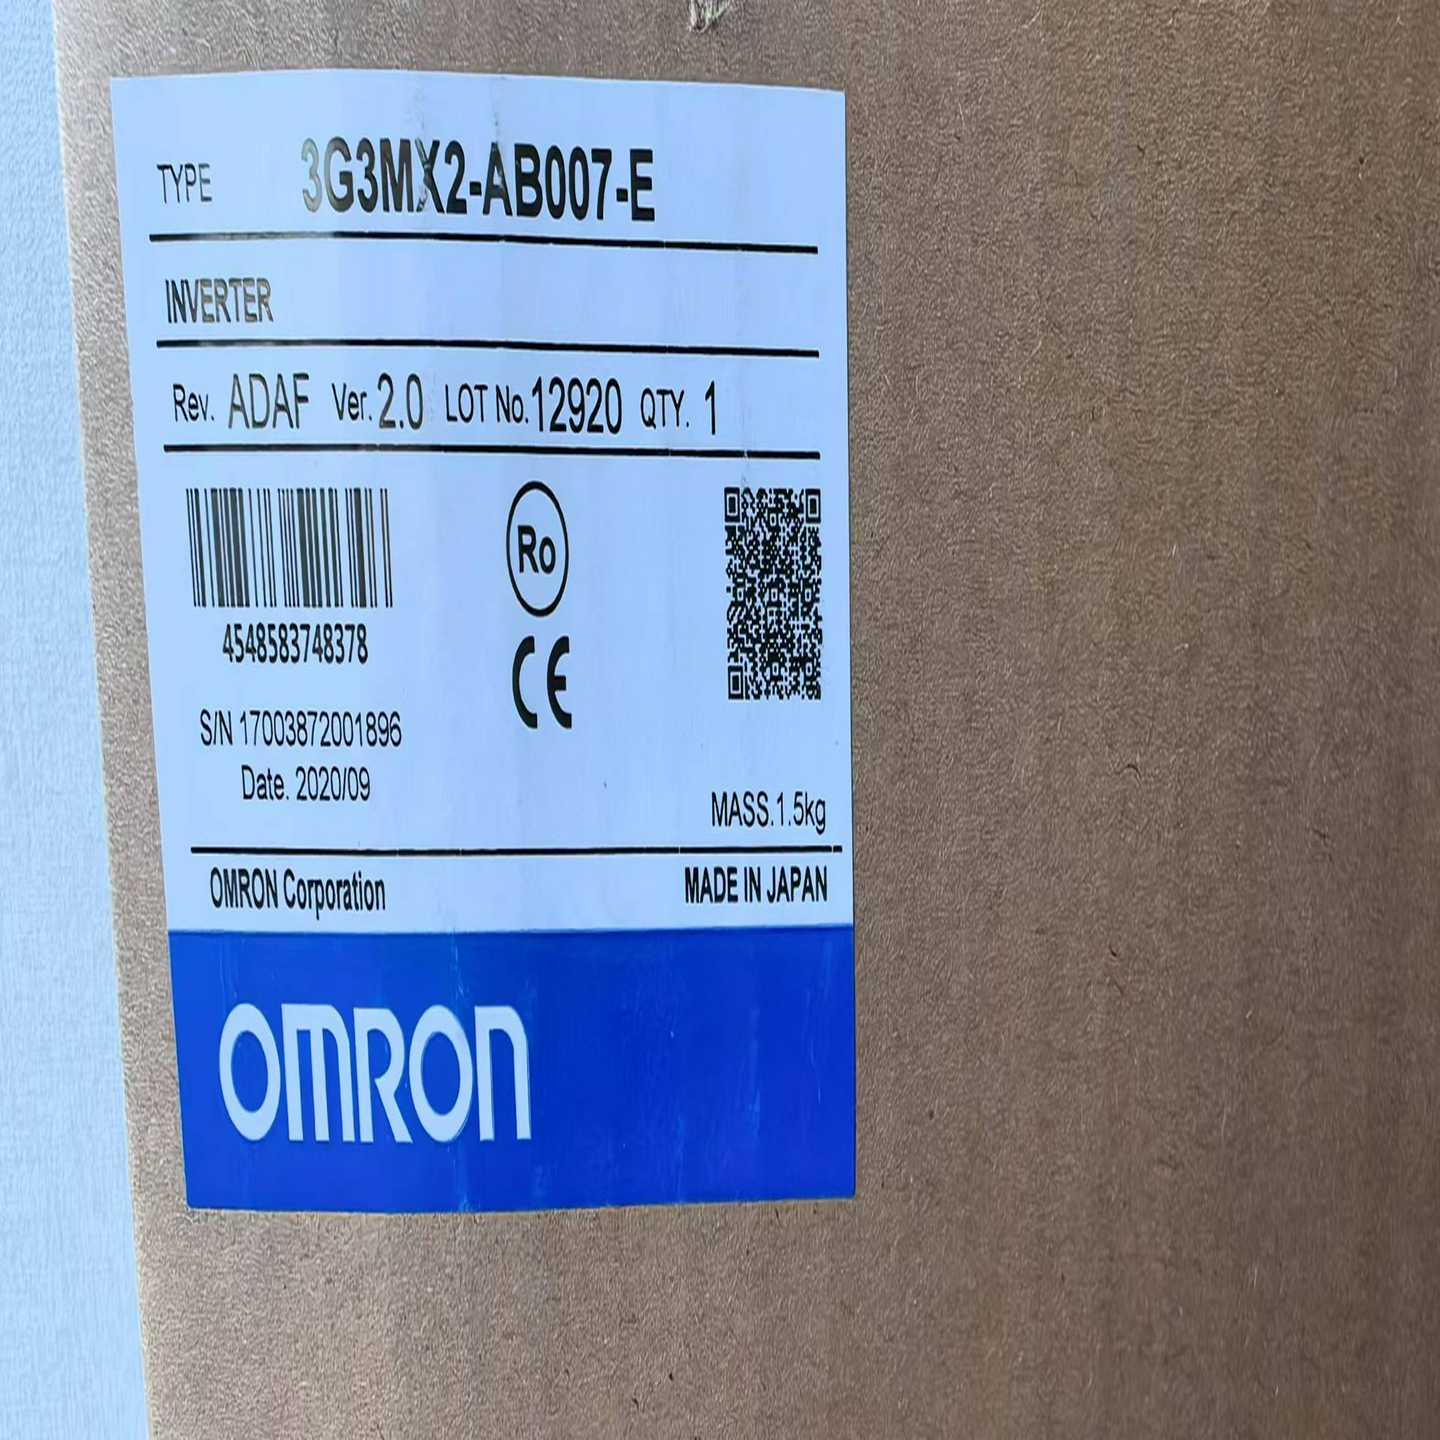 TYPE 3G3MX2-AB007-E
INVERTER
Rev. ADAF Ver. 2.0 LOT No. 12920 QTY. 1
Ro
4548583748378
CE
S/N 17003872001896
Date. 2020/09
MASS.1.5kg
OMRON Corporation MADE IN JAPAN
OMRON